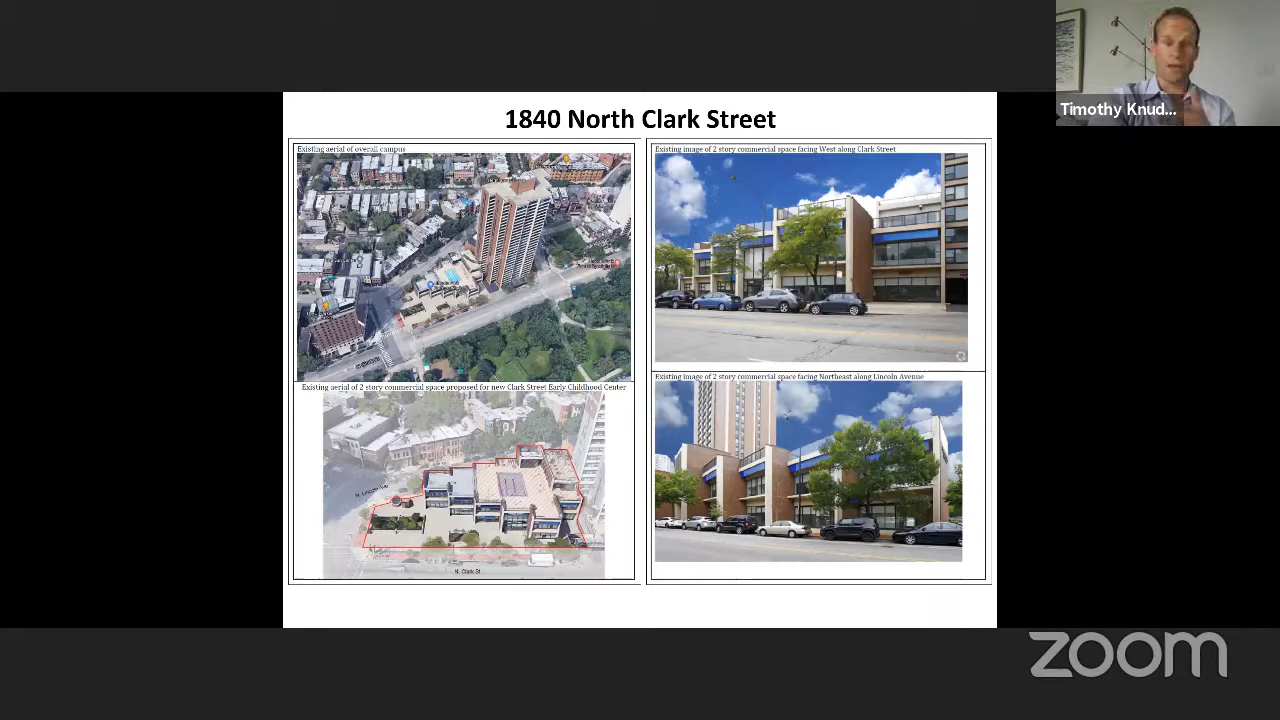 1840 North Clark Street
Existing aerial of overall campus
Existing image of 2 story commercial space facing West along Clark Street
Existing aerial of 2 story commercial space proposed for new Clark Street Early Childhood Center
Existing image of 2 story commercial space facing Northeast along Lincoln Avenue
N. Lincoln Ave
N. Clark St
Timothy Knud...
zoom